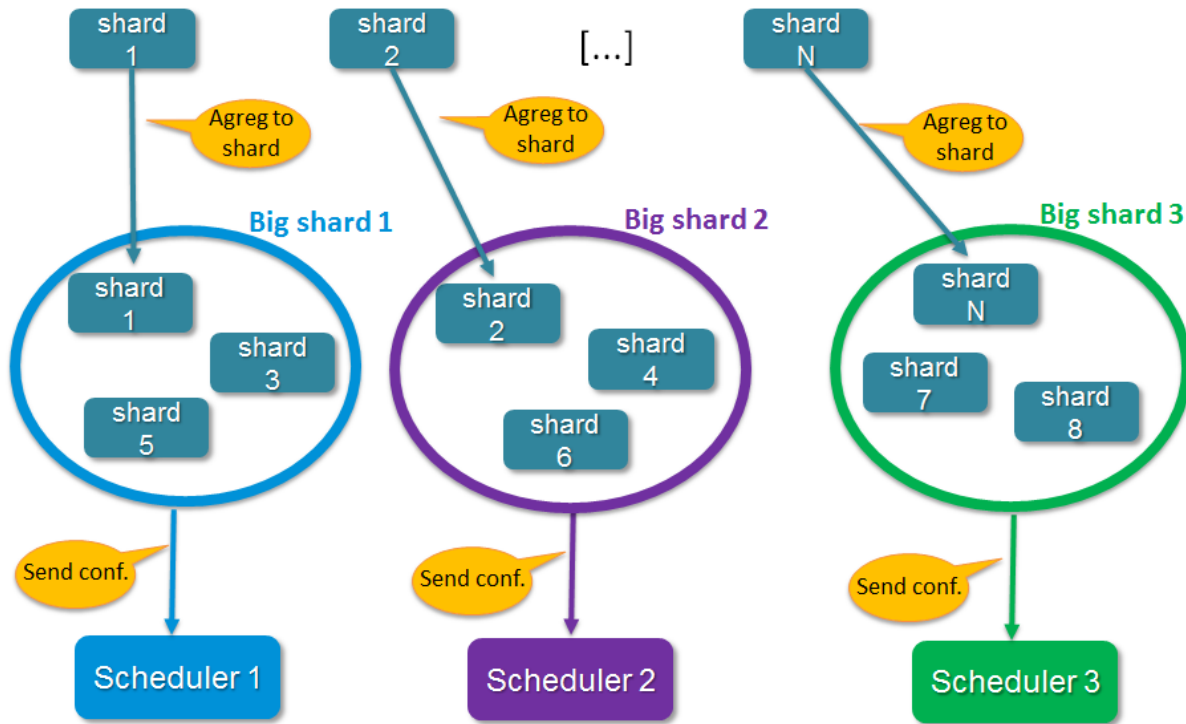 shard
1
shard
2
[...]
shard
N
Agreg to
shard
Agreg to
shard
Agreg to
shard
Big shard 1
Big shard 2
Big shard 3
shard
1
shard
3
shard
5
shard
2
shard
4
shard
6
shard
N
shard
7
shard
8
Send conf.
Send conf.
Send conf.
Scheduler 1
Scheduler 2
Scheduler 3